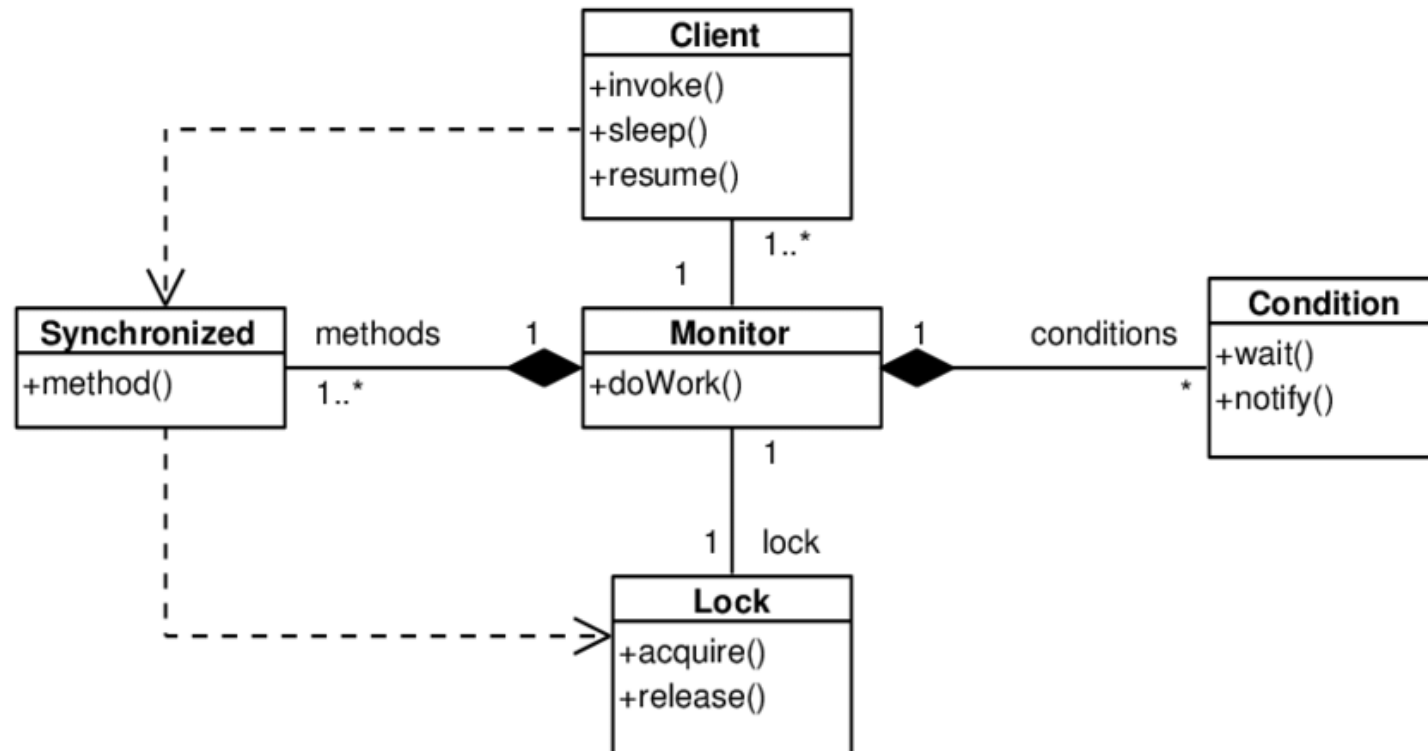 Client
+invoke()
+sleep()
+resume()
1..*
1
Synchronized
+method()
methods
1..*
1
Monitor
+doWork()
1
conditions
*
Condition
+wait()
+notify()
1
1
lock
Lock
+acquire()
+release()